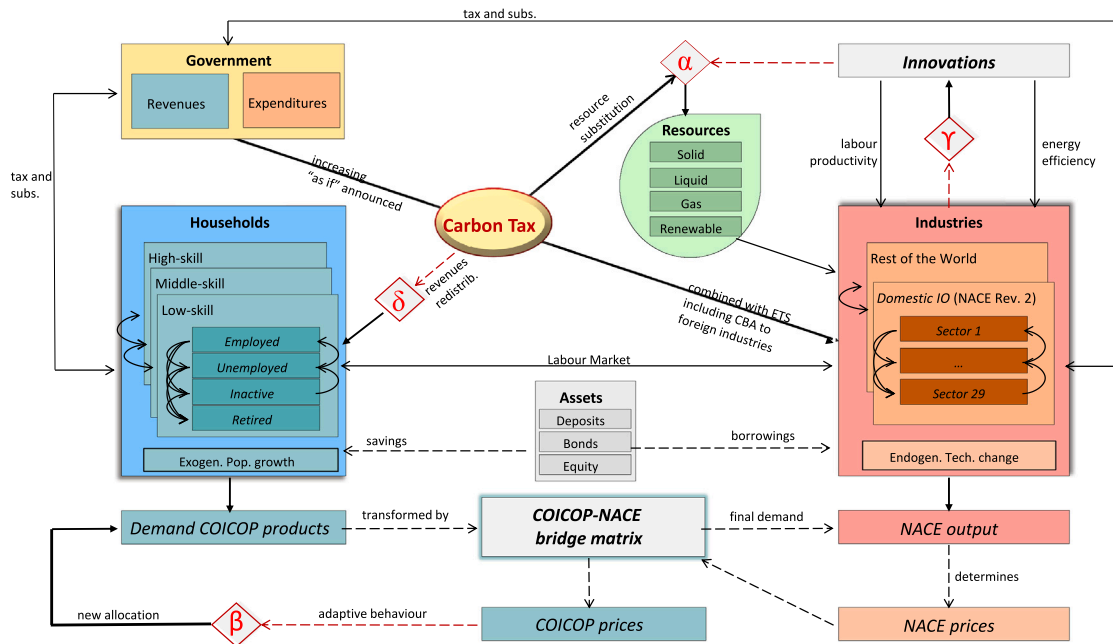 tax and subs.
Government
Revenues
Expenditures
α
Innovations
resource
substitution
Resources
Solid
Liquid
Gas
Renewable
labour
productivity
ϒ
energy
efficiency
tax and
subs.
increasing
“as if” announced
Carbon Tax
Households
High-skill
Middle-skill
Low-skill
Employed
Unemployed
Inactive
Retired
Exogen. Pop. growth
δ
revenues
redistrib.
combined with ETS
including CBA to
foreign industries
Industries
Rest of the World
Domestic IO (NACE Rev. 2)
Sector 1
...
Sector 29
Endogen. Tech. change
Labour Market
Assets
Deposits
Bonds
Equity
savings
borrowings
Demand COICOP products
transformed by
COICOP-NACE
bridge matrix
final demand
NACE output
determines
new allocation
β
adaptive behaviour
COICOP prices
NACE prices